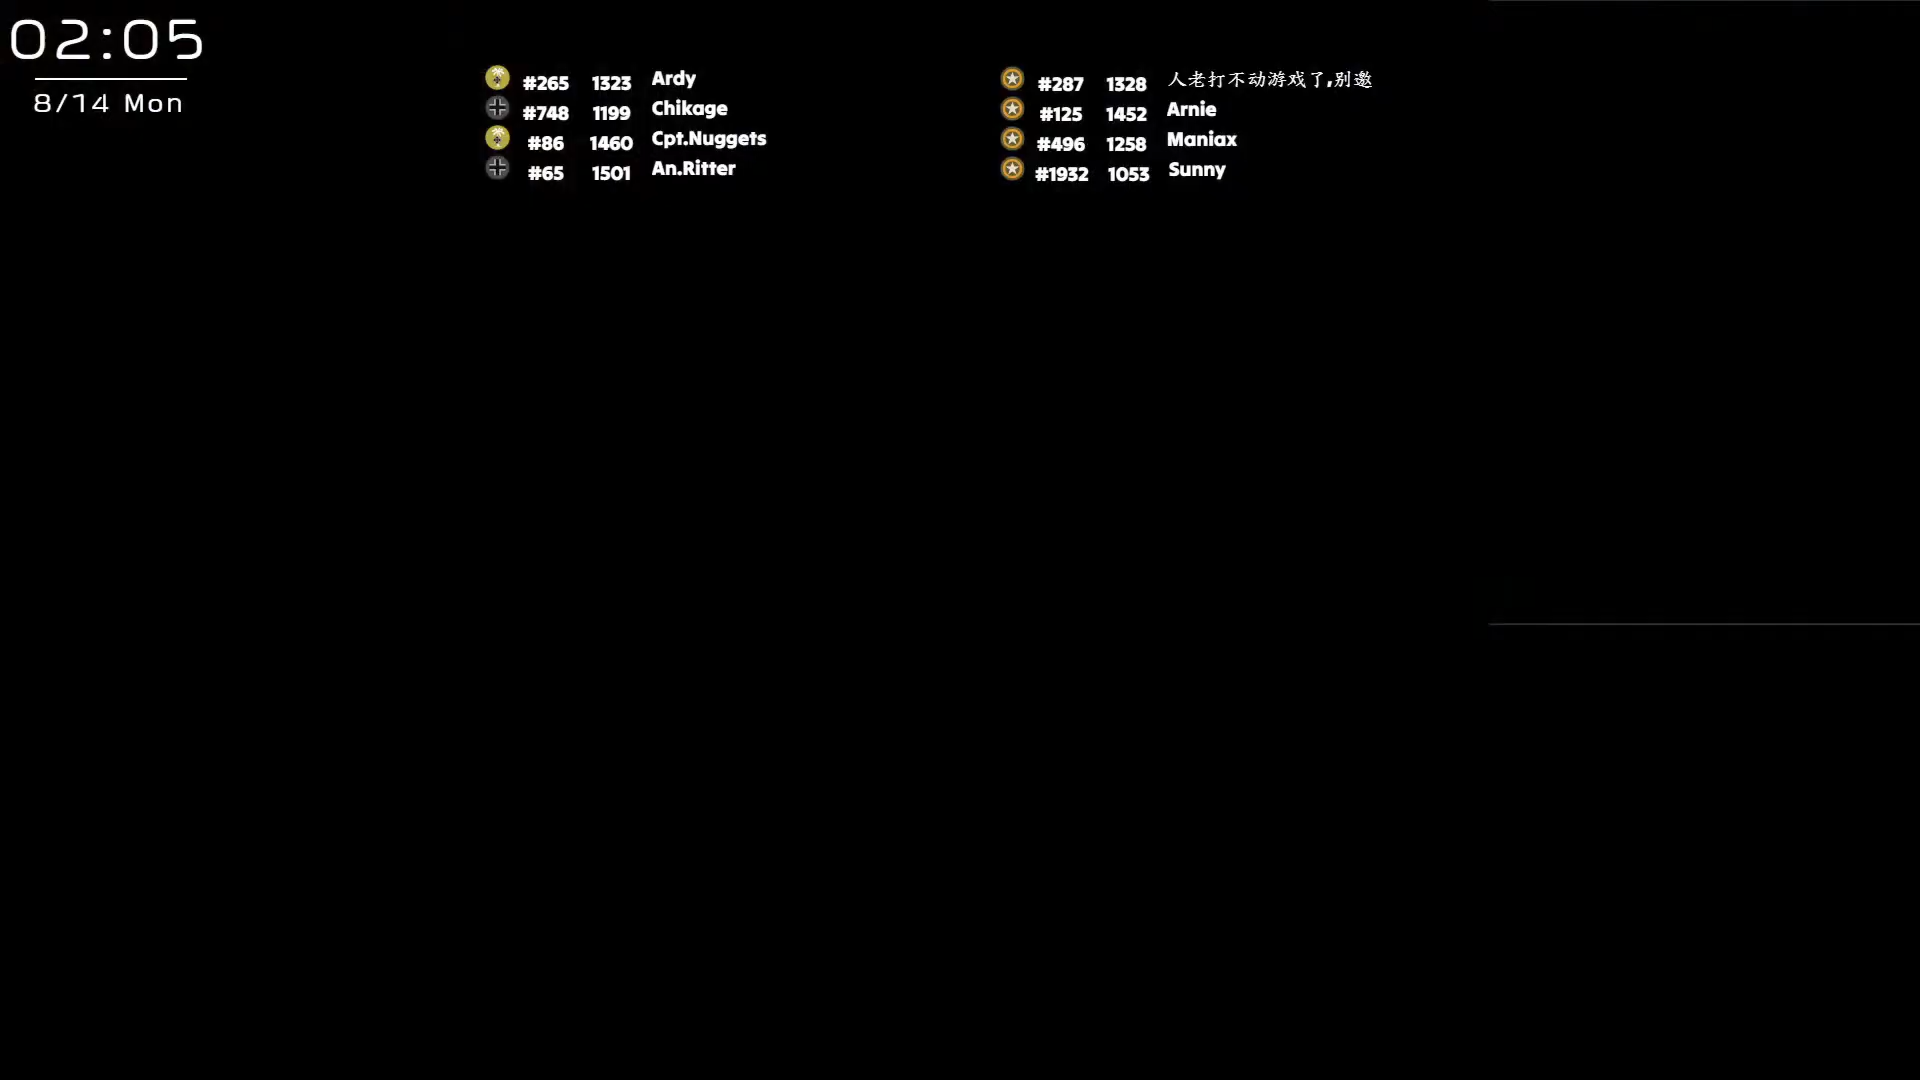 02:05
8/14 Mon
#265 1323 Ardy
#748 1199 Chikage
#86 1460 Cpt.Nuggets
#65 1501 An.Ritter
#287 1328 人老打不动游戏了,别邀
#125 1452 Arnie
#496 1258 Maniax
#1932 1053 Sunny